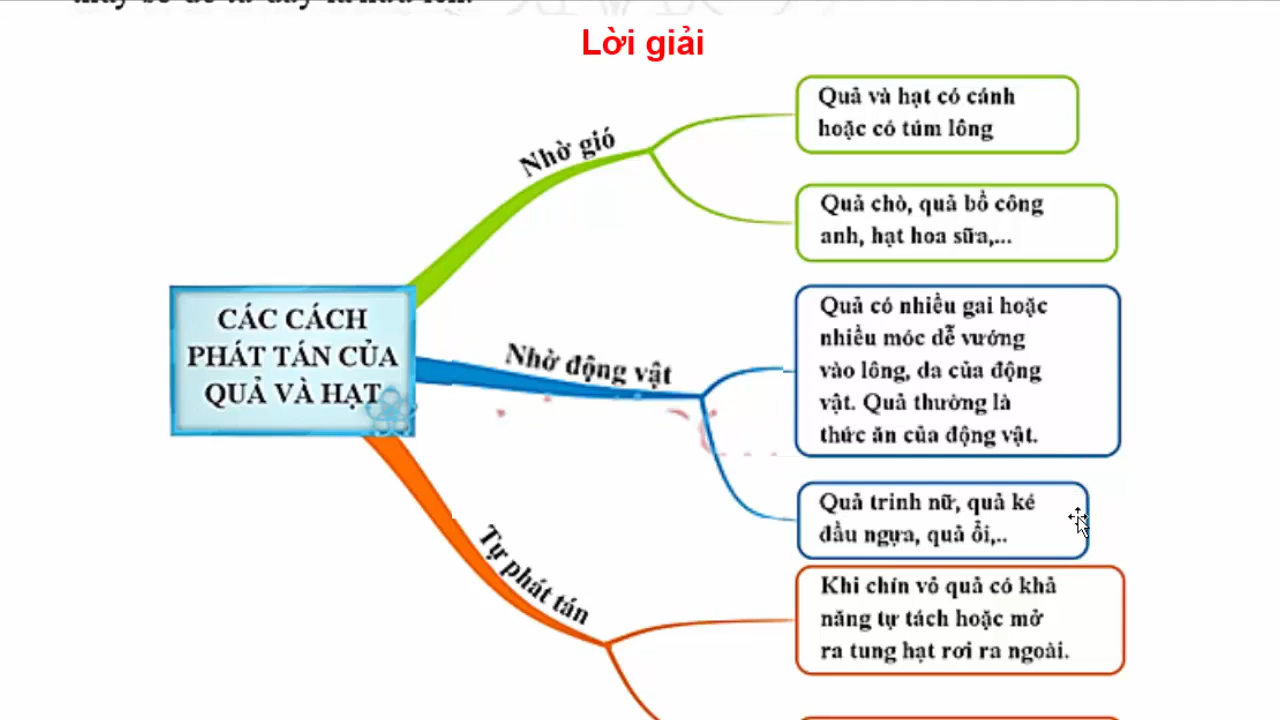 Lời giải
Nhờ gió
Quả và hạt có cánh
hoặc có túm lông
Quả chò, quả bồ công
anh, hạt hoa sữa,...
CÁC CÁCH
PHÁT TÁN CỦA
QUẢ VÀ HẠT
Nhờ động vật
Quả có nhiều gai hoặc
nhiều móc dễ vướng
vào lông, da của động
vật. Quả thường là
thức ăn của động vật.
Quả trinh nữ, quả ké
đầu ngựa, quả ổi,..
Tự phát tán
Khi chín vỏ quả có khả
năng tự tách hoặc mở
ra tung hạt rơi ra ngoài.